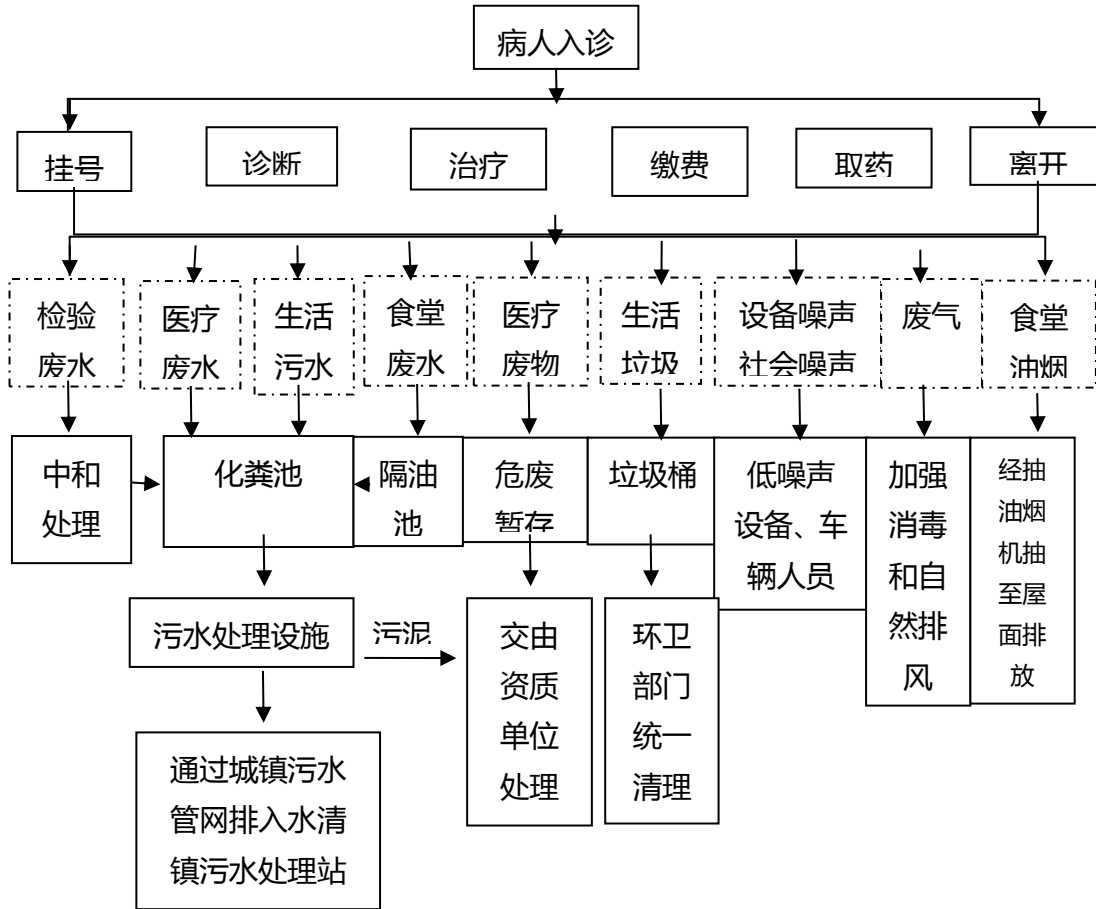 病人入诊
挂号
诊断
治疗
缴费
取药
离开
检验
废水
医疗
废水
生活
污水
食堂
废水
医疗
废物
生活
垃圾
设备噪声
社会噪声
废气
食堂
油烟
中和
处理
化粪池
隔油
池
危废
暂存
垃圾桶
低噪声
设备、车
辆人员
加强
消毒
和自
然排
风
经抽
油烟
机抽
至屋
面排
放
污水处理设施
污泥
交由
资质
单位
处理
环卫
部门
统一
清理
通过城镇污水
管网排入水清
镇污水处理站